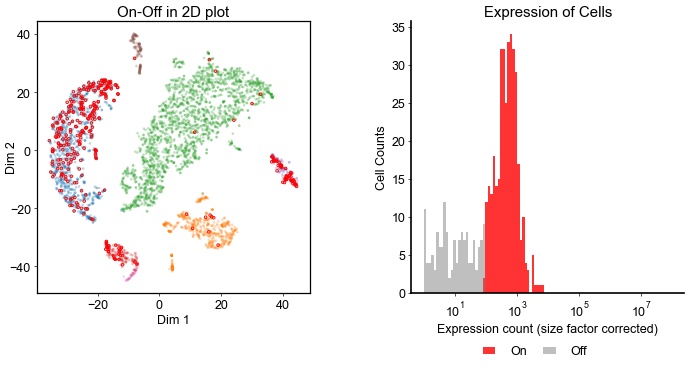 On-Off in 2D plot
40
20
0
−20
−40
Dim 2
−20
0
20
40
Dim 1
Expression of Cells
35
30
25
20
15
10
5
0
Cell Counts
10^1
10^3
10^5
10^7
Expression count (size factor corrected)
On
Off